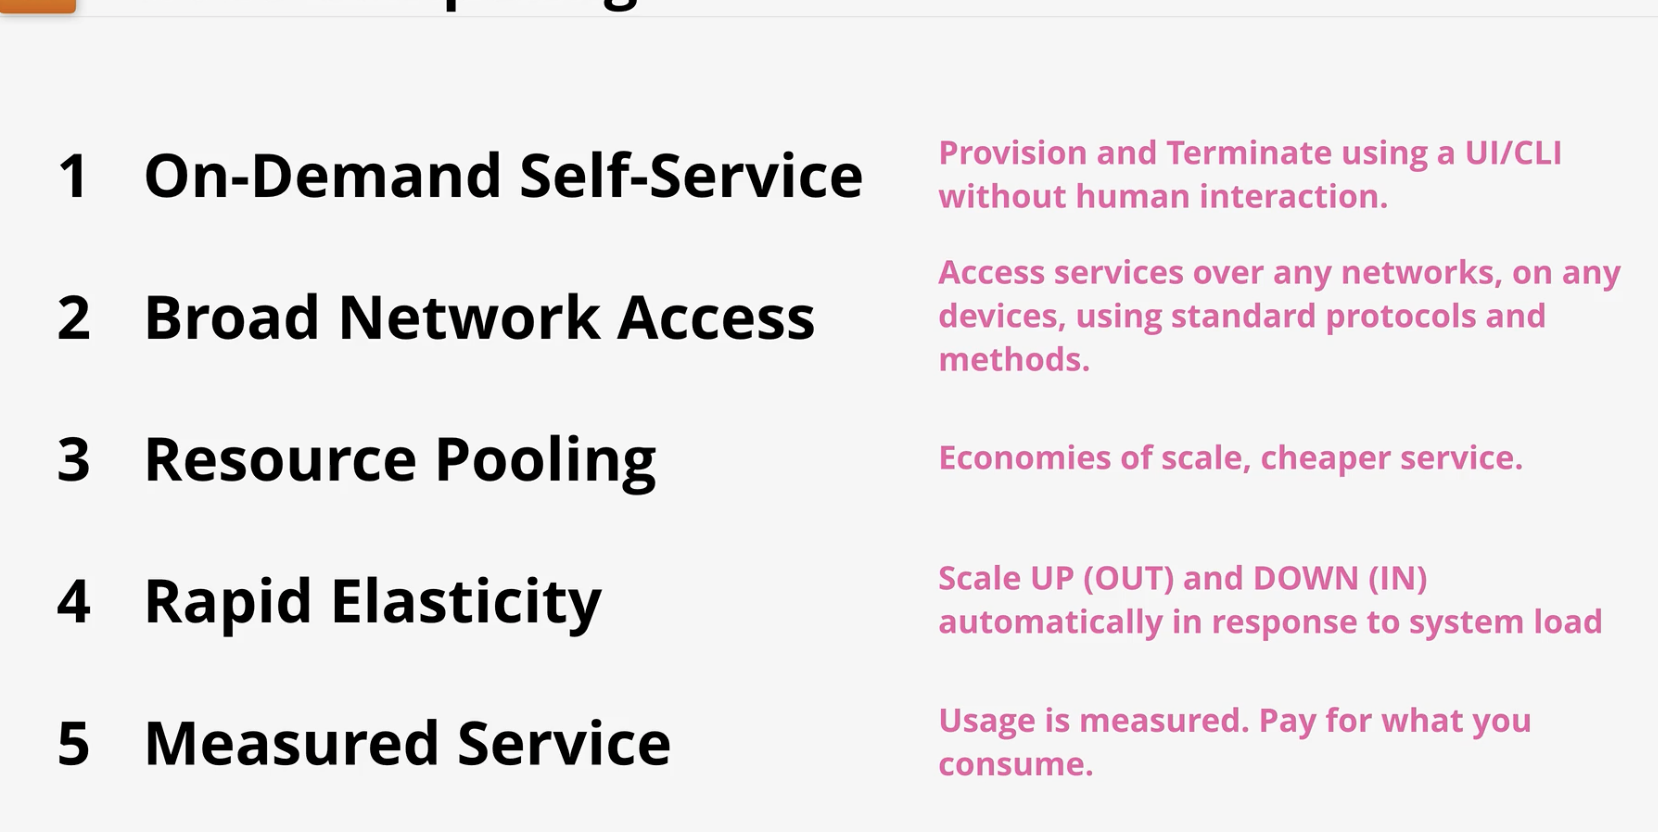 1 On-Demand Self-Service
Provision and Terminate using a UI/CLI
without human interaction.
2 Broad Network Access
Access services over any networks, on any
devices, using standard protocols and
methods.
3 Resource Pooling
Economies of scale, cheaper service.
4 Rapid Elasticity
Scale UP (OUT) and DOWN (IN)
automatically in response to system load
5 Measured Service
Usage is measured. Pay for what you
consume.